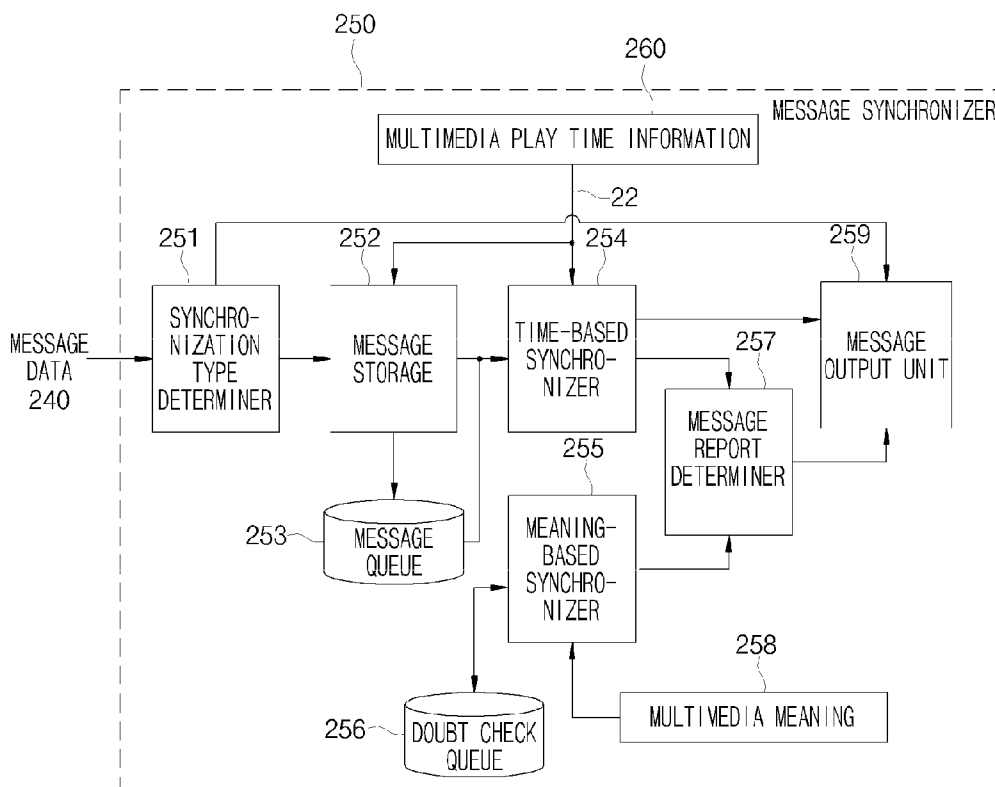 250
260
MESSAGE SYNCHRONIZER
MULTIMEDIA PLAY TIME INFORMATION
22
251
252
254
259
MESSAGE
DATA
240
SYNCHRO-
NIZATION
TYPE
DETERMINER
MESSAGE
STORAGE
TIME-BASED
SYNCHRO-
NIZER
MESSAGE
OUTPUT UNIT
257
MESSAGE
REPORT
DETERMINER
253
MESSAGE
QUEUE
255
MEANING-
BASED
SYNCHRO-
NIZER
256
DOUBT CHECK
QUEUE
258
MULTIMEDIA MEANING